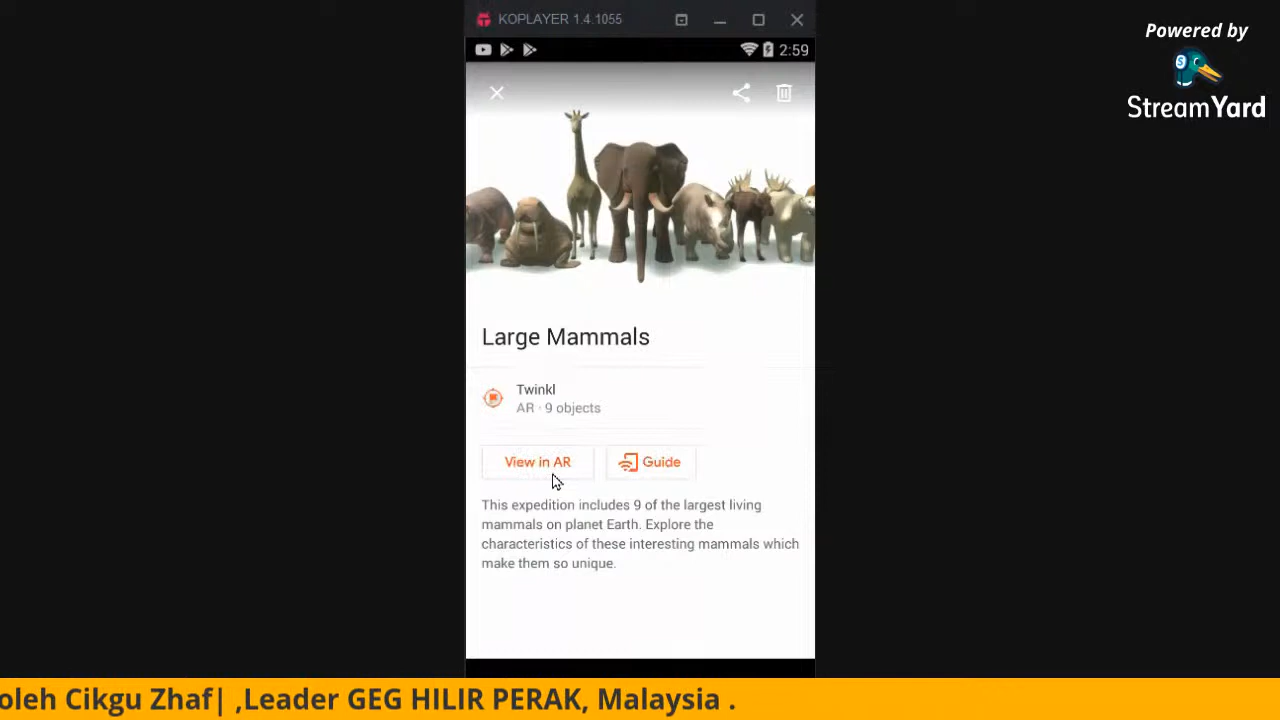 KOPLAYER 1.4.1055
2:59
Powered by
StreamYard
Large Mammals
Twinkl
AR · 9 objects
View in AR
Guide
This expedition includes 9 of the largest living
mammals on planet Earth. Explore the
characteristics of these interesting mammals which
make them so unique.
oleh Cikgu Zhaf| ,Leader GEG HILIR PERAK, Malaysia .